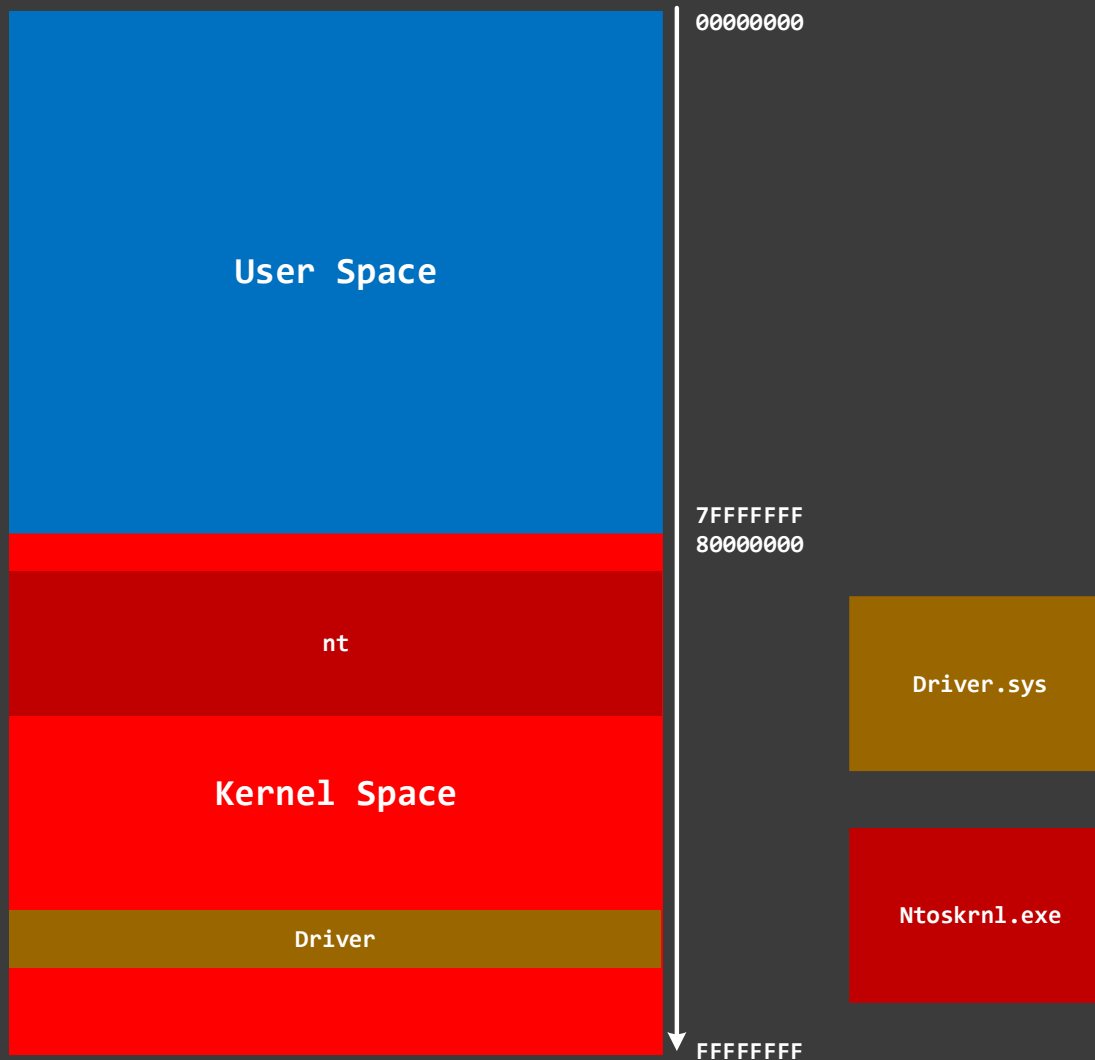 00000000
User Space
7FFFFFFF
80000000
nt
Driver.sys
Kernel Space
Ntoskrnl.exe
Driver
FFFFFFFF